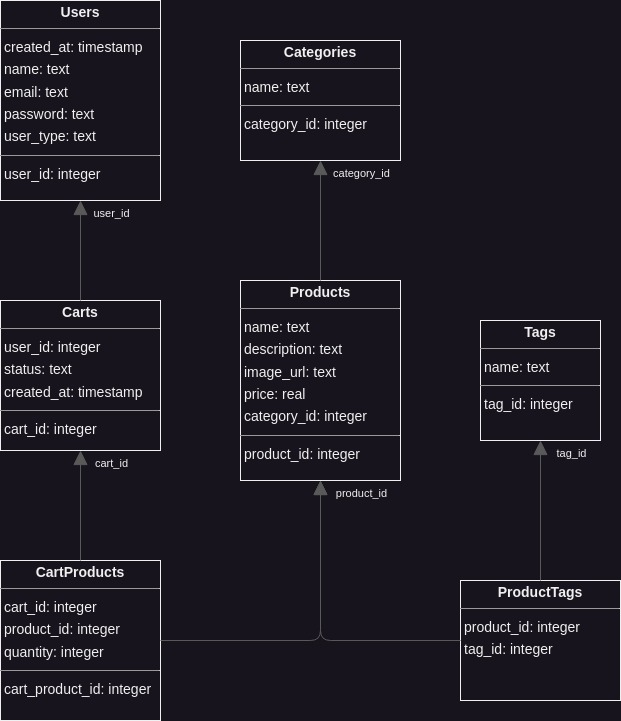 Users
created_at: timestamp
name: text
email: text
password: text
user_type: text
user_id: integer
user_id
Categories
name: text
category_id: integer
category_id
Carts
user_id: integer
status: text
created_at: timestamp
cart_id: integer
cart_id
Products
name: text
description: text
image_url: text
price: real
category_id: integer
product_id: integer
product_id
Tags
name: text
tag_id: integer
tag_id
CartProducts
cart_id: integer
product_id: integer
quantity: integer
cart_product_id: integer
ProductTags
product_id: integer
tag_id: integer